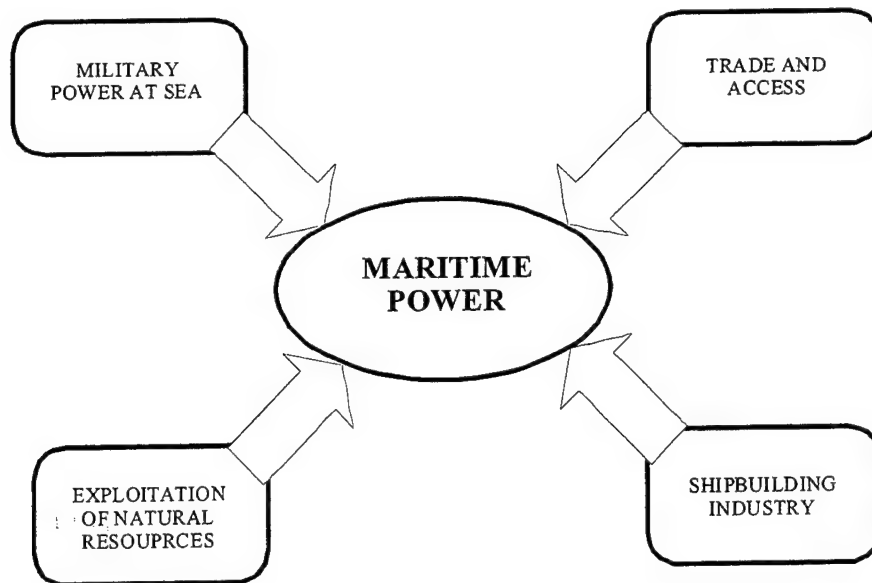 MILITARY
POWER AT SEA
TRADE AND
ACCESS
MARITIME
POWER
EXPLOITATION
OF NATURAL
RESOUPRCES
SHIPBUILDING
INDUSTRY